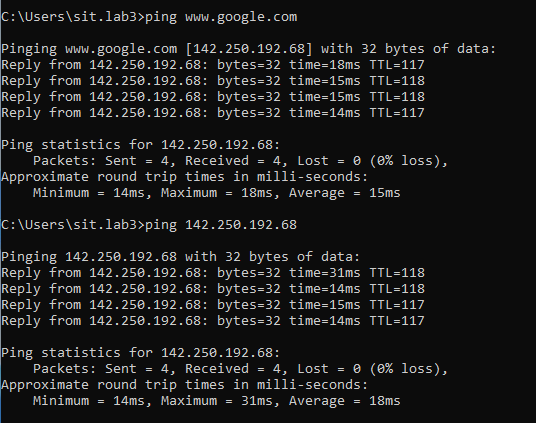 C:\Users\sit.lab3>ping www.google.com
Pinging www.google.com [142.250.192.68] with 32 bytes of data:
Reply from 142.250.192.68: bytes=32 time=18ms TTL=117
Reply from 142.250.192.68: bytes=32 time=15ms TTL=118
Reply from 142.250.192.68: bytes=32 time=15ms TTL=118
Reply from 142.250.192.68: bytes=32 time=14ms TTL=117
Ping statistics for 142.250.192.68:
    Packets: Sent = 4, Received = 4, Lost = 0 (0% loss),
Approximate round trip times in milli-seconds:
    Minimum = 14ms, Maximum = 18ms, Average = 15ms
C:\Users\sit.lab3>ping 142.250.192.68
Pinging 142.250.192.68 with 32 bytes of data:
Reply from 142.250.192.68: bytes=32 time=31ms TTL=118
Reply from 142.250.192.68: bytes=32 time=14ms TTL=118
Reply from 142.250.192.68: bytes=32 time=15ms TTL=117
Reply from 142.250.192.68: bytes=32 time=14ms TTL=117
Ping statistics for 142.250.192.68:
    Packets: Sent = 4, Received = 4, Lost = 0 (0% loss),
Approximate round trip times in milli-seconds:
    Minimum = 14ms, Maximum = 31ms, Average = 18ms